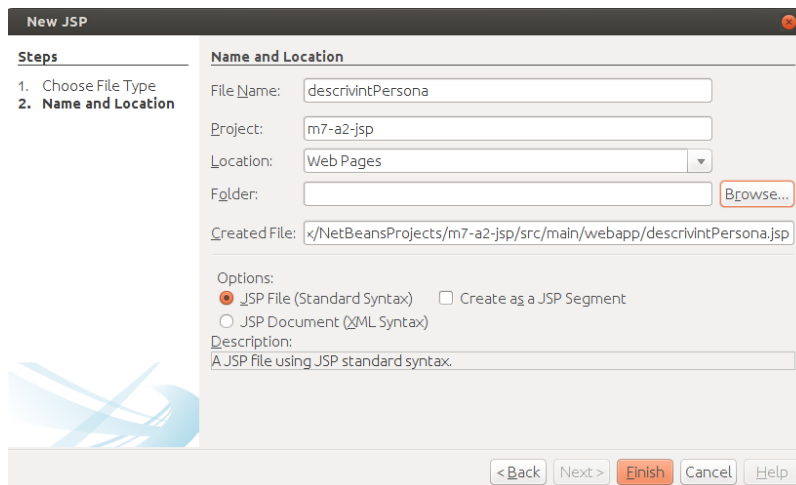 New JSP
Steps
1. Choose File Type
2. Name and Location
Name and Location
File Name: descrivintPersona
Project: m7-a2-jsp
Location: Web Pages
Folder: Browse...
Created File: x/NetBeansProjects/m7-a2-jsp/src/main/webapp/descrivintPersona.jsp
Options:
JSP File (Standard Syntax) Create as a JSP Segment
JSP Document (XML Syntax)
Description:
A JSP file using JSP standard syntax.
< Back Next > Finish Cancel Help